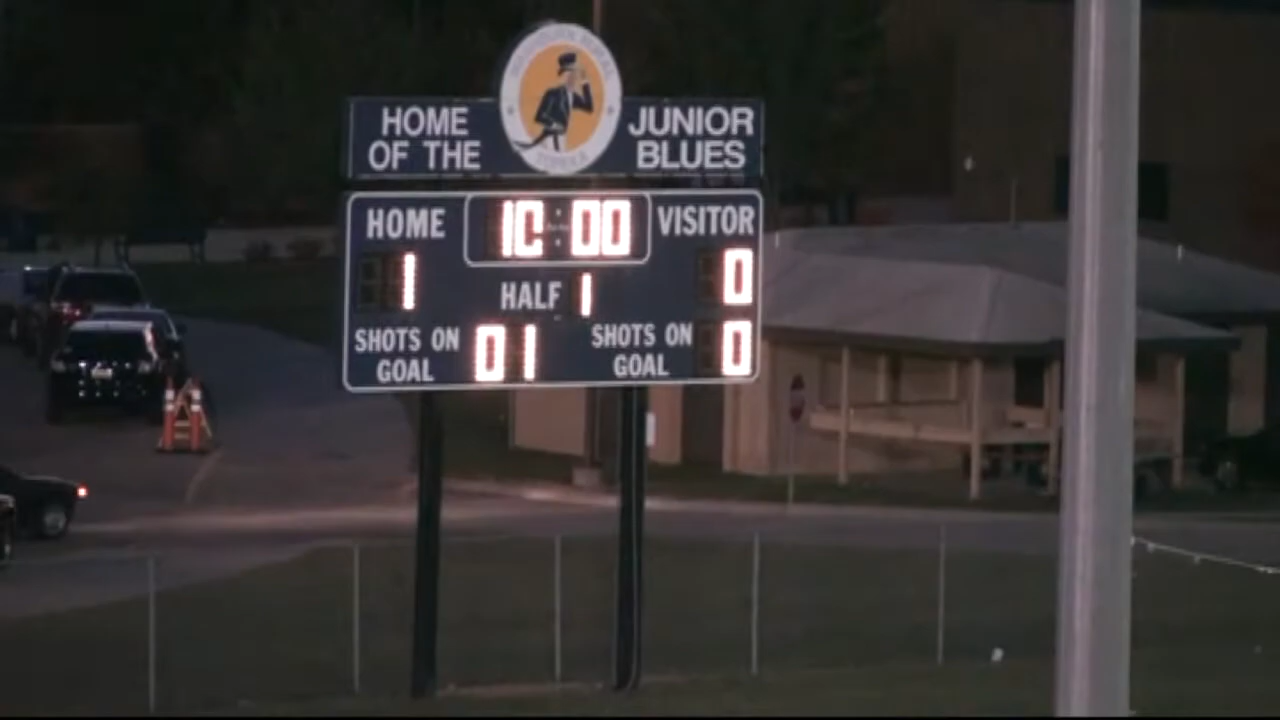 HOME
OF THE
JUNIOR
BLUES
HOME
10:00
VISITOR
1
HALF 1
0
SHOTS ON
GOAL
01
SHOTS ON
GOAL
0